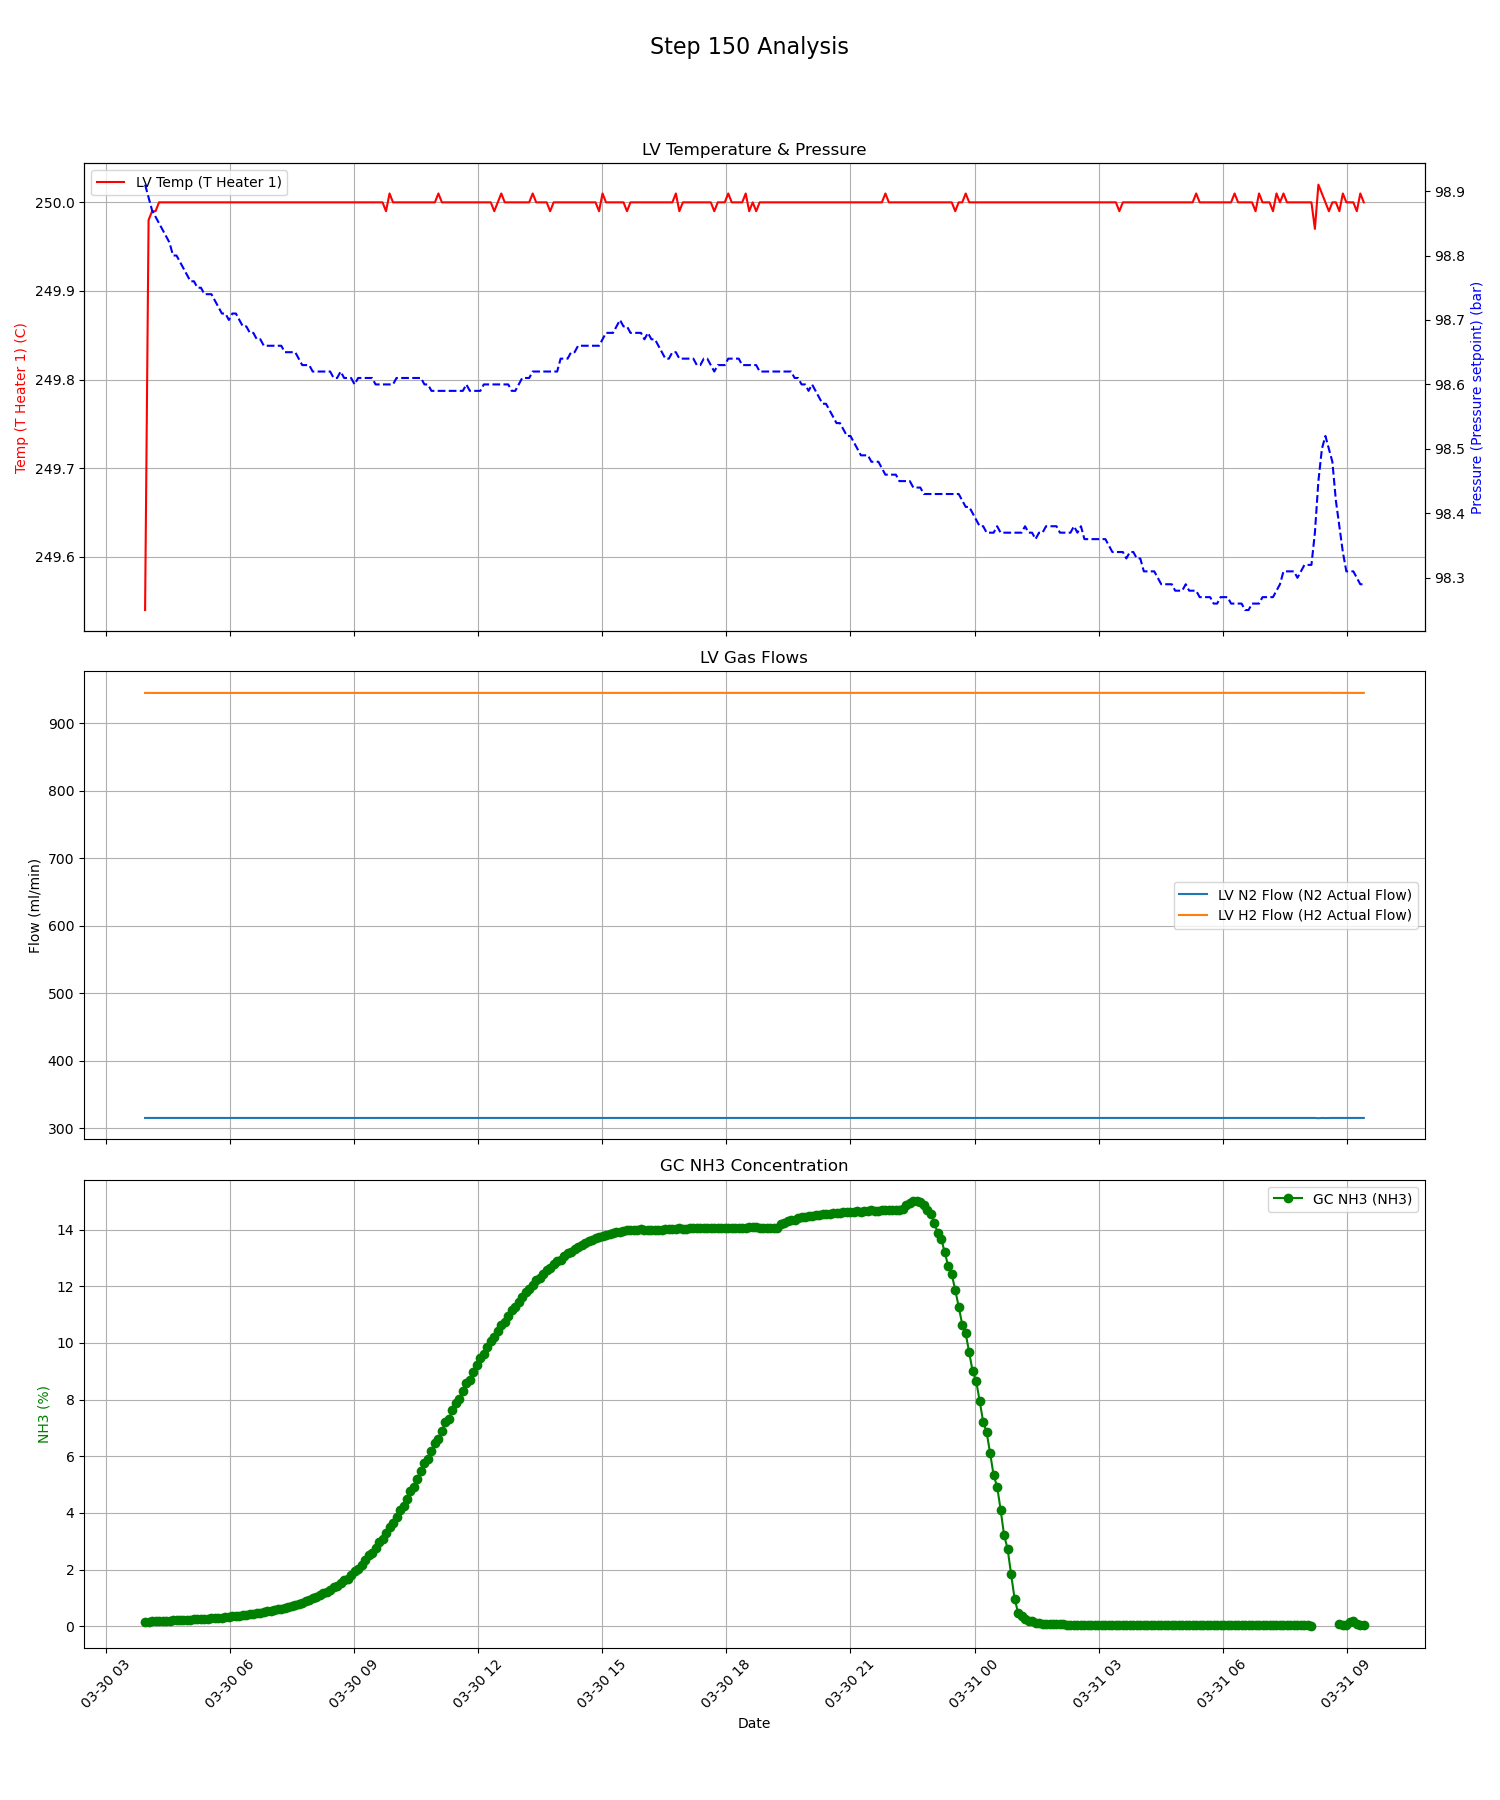 Step 150 Analysis
LV Temperature & Pressure
LV Temp (T Heater 1)
Temp (T Heater 1) (C)
250.0
249.9
249.8
249.7
249.6
Pressure (Pressure setpoint) (bar)
98.9
98.8
98.7
98.6
98.5
98.4
98.3
LV Gas Flows
Flow (ml/min)
900
800
700
600
500
400
300
LV N2 Flow (N2 Actual Flow)
LV H2 Flow (H2 Actual Flow)
GC NH3 Concentration
GC NH3 (NH3)
NH3 (%)
14
12
10
8
6
4
2
0
03-30 03
03-30 06
03-30 09
03-30 12
03-30 15
03-30 18
03-30 21
03-31 00
03-31 03
03-31 06
03-31 09
Date